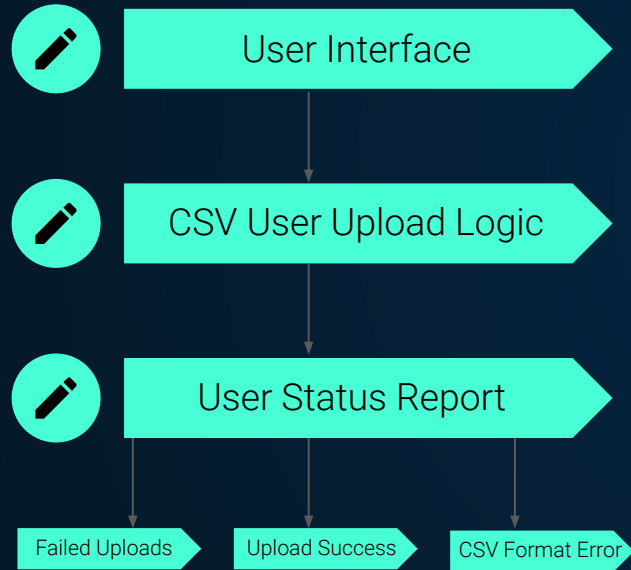 User Interface
CSV User Upload Logic
User Status Report
Failed Uploads
Upload Success
CSV Format Error